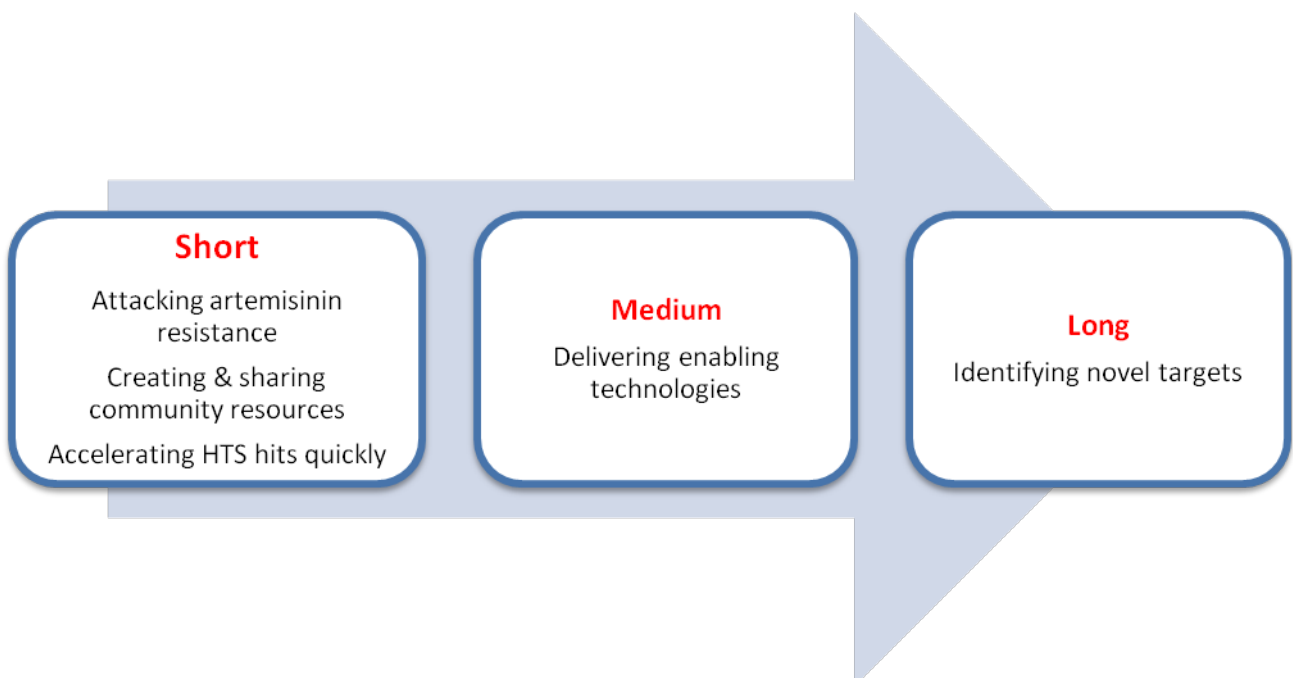 Short
Attacking artemisinin
resistance
Creating & sharing
community resources
Accelerating HTS hits quickly
Medium
Delivering enabling
technologies
Long
Identifying novel targets